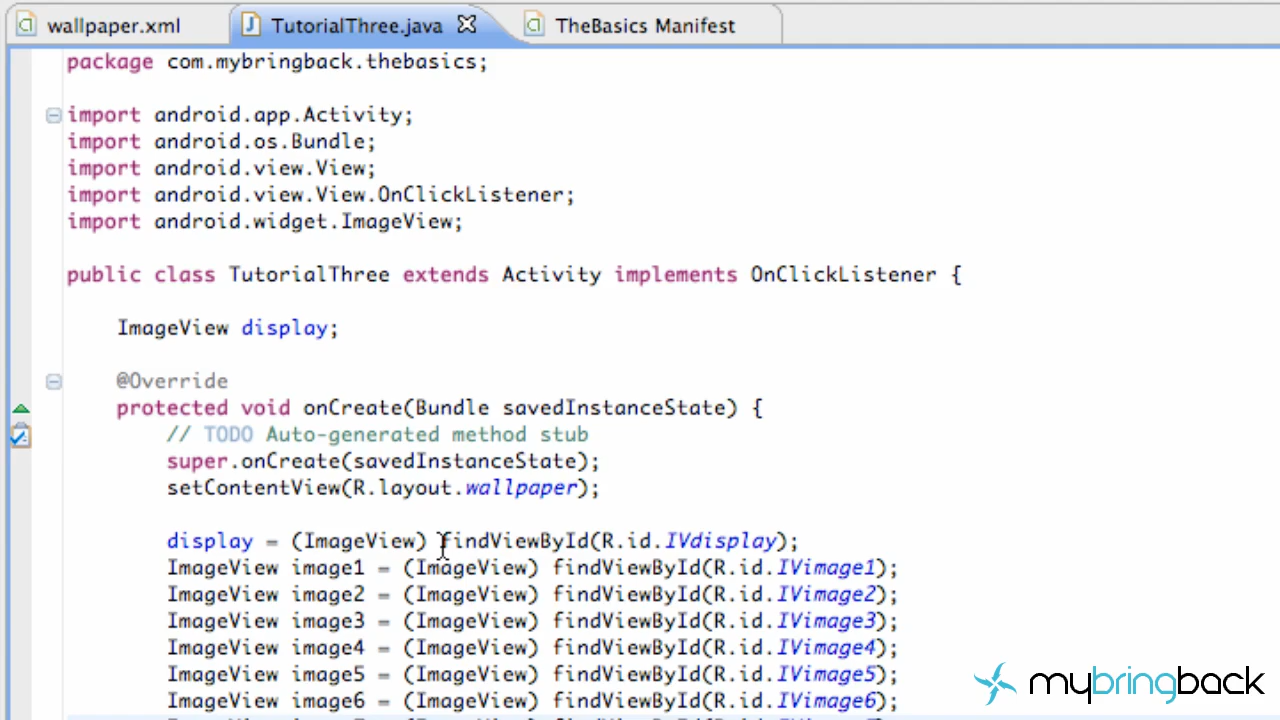 wallpaper.xml TutorialThree.java TheBasics Manifest
package com.mybringback.thebasics;
import android.app.Activity;
import android.os.Bundle;
import android.view.View;
import android.view.View.OnClickListener;
import android.widget.ImageView;
public class TutorialThree extends Activity implements OnClickListener {
ImageView display;
@Override
protected void onCreate(Bundle savedInstanceState) {
// TODO Auto-generated method stub
super.onCreate(savedInstanceState);
setContentView(R.layout.wallpaper);
display = (ImageView) findViewById(R.id.IVdisplay);
ImageView image1 = (ImageView) findViewById(R.id.IVimage1);
ImageView image2 = (ImageView) findViewById(R.id.IVimage2);
ImageView image3 = (ImageView) findViewById(R.id.IVimage3);
ImageView image4 = (ImageView) findViewById(R.id.IVimage4);
ImageView image5 = (ImageView) findViewById(R.id.IVimage5);
ImageView image6 = (ImageView) findViewById(R.id.IVimage6);
mybringback